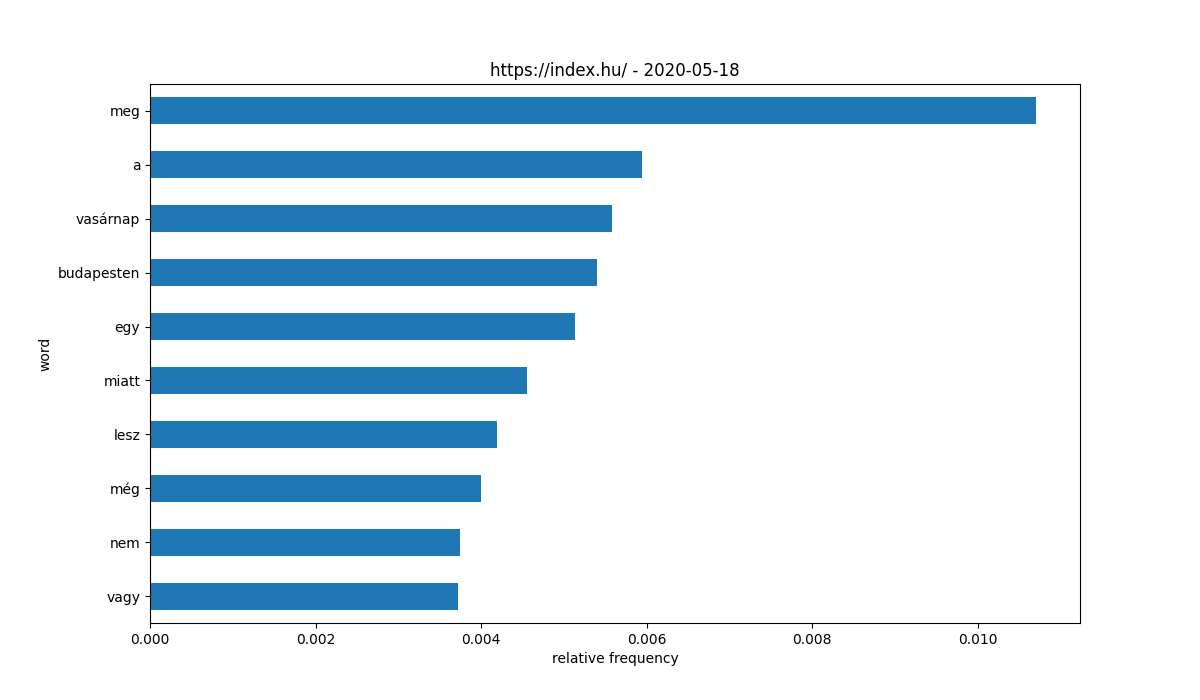 https://index.hu/ - 2020-05-18
meg
a
vasárnap
budapesten
egy
miatt
lesz
még
nem
vagy
word
0.000 0.002 0.004 0.006 0.008 0.010
relative frequency